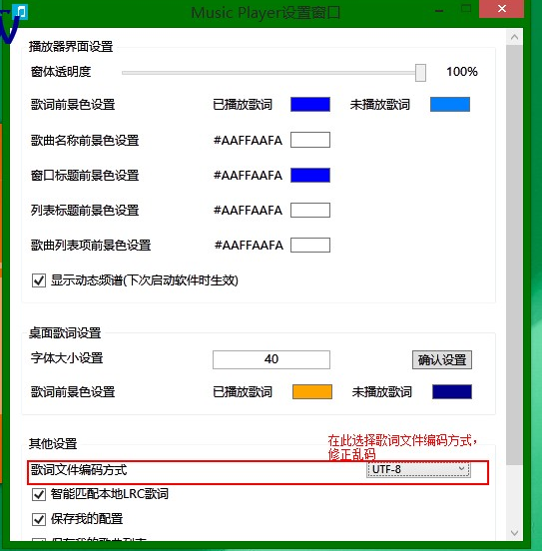 Music Player设置窗口
播放器界面设置
窗体透明度 100%
歌词前景色设置 已播放歌词 未播放歌词
歌曲名称前景色设置 #AAFFAAFA
窗口标题前景色设置 #AAFFAAFA
列表标题前景色设置 #AAFFAAFA
歌曲列表项前景色设置 #AAFFAAFA
显示动态频谱(下次启动软件时生效)
桌面歌词设置
字体大小设置 40 确认设置
歌词前景色设置 已播放歌词 未播放歌词
其他设置
在此选择歌词文件编码方式，
修正乱码
歌词文件编码方式 UTF-8
智能匹配本地LRC歌词
保存我的配置
保存我的歌曲列表